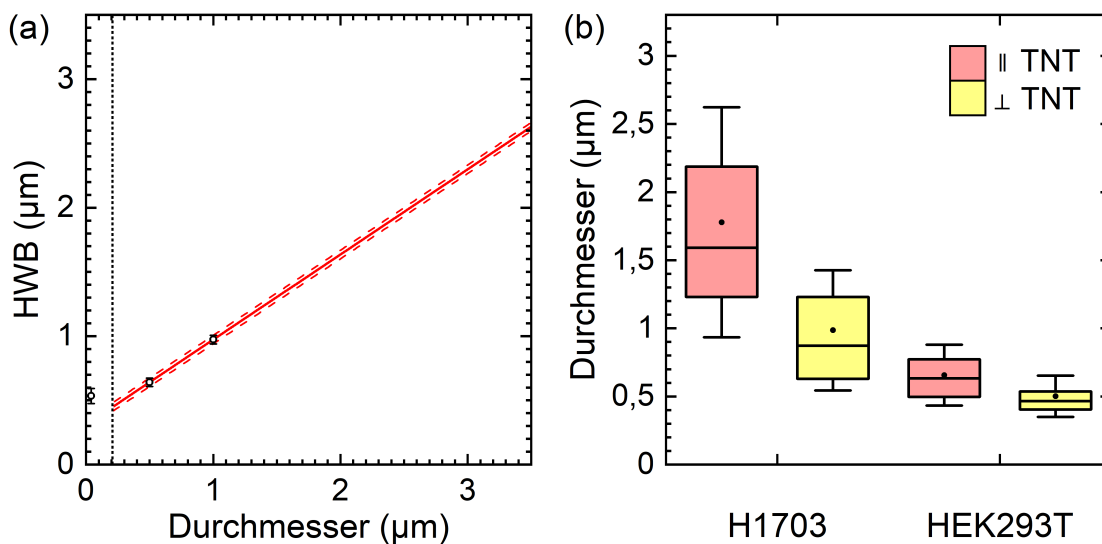 (a)
HWB (µm)
3
2
1
0
0 1 2 3
Durchmesser (µm)
(b)
Durchmesser (µm)
3
2,5
2
1,5
1
0,5
0
∥ TNT
⊥ TNT
H1703 HEK293T